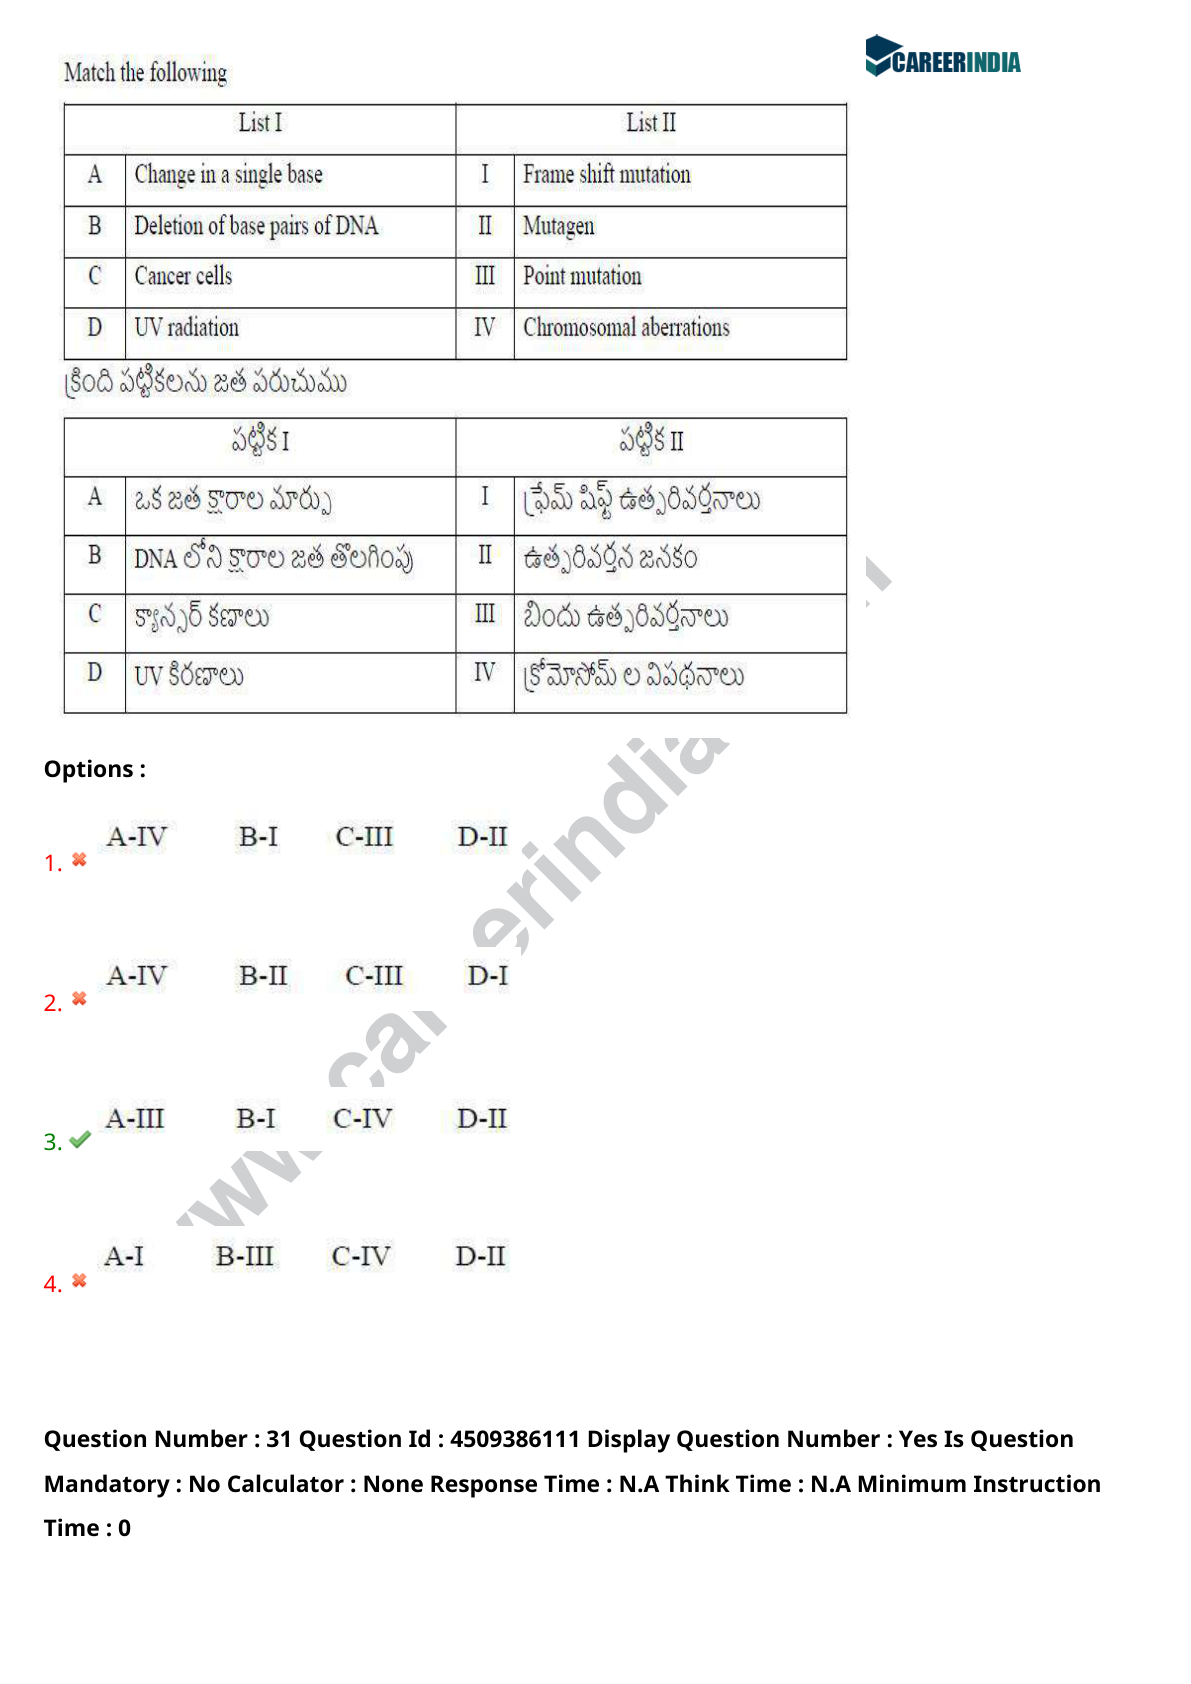 CAREERINDIA
Match the following
List I List II
A Change in a single base I Frame shift mutation
B Deletion of base pairs of DNA II Mutagen
C Cancer cells III Point mutation
D UV radiation IV Chromosomal aberrations
క్రింది పట్టికలను జత పరుచుము
పట్టిక I పట్టిక II
A ఒక జత క్షారాల మార్పు I ఫ్రేమ్ షిఫ్ట్ ఉత్పరివర్తనాలు
B DNA లోని క్షారాల జత తొలగింపు II ఉత్పరివర్తన జనకం
C క్యాన్సర్ కణాలు III బిందు ఉత్పరివర్తనాలు
D UV కిరణాలు IV క్రోమోసోమ్ ల విపథనాలు
Options :
A-IV B-I C-III D-II
1.
A-IV B-II C-III D-I
2.
A-III B-I C-IV D-II
3.
A-I B-III C-IV D-II
4.
Question Number : 31 Question Id : 4509386111 Display Question Number : Yes Is Question
Mandatory : No Calculator : None Response Time : N.A Think Time : N.A Minimum Instruction
Time : 0